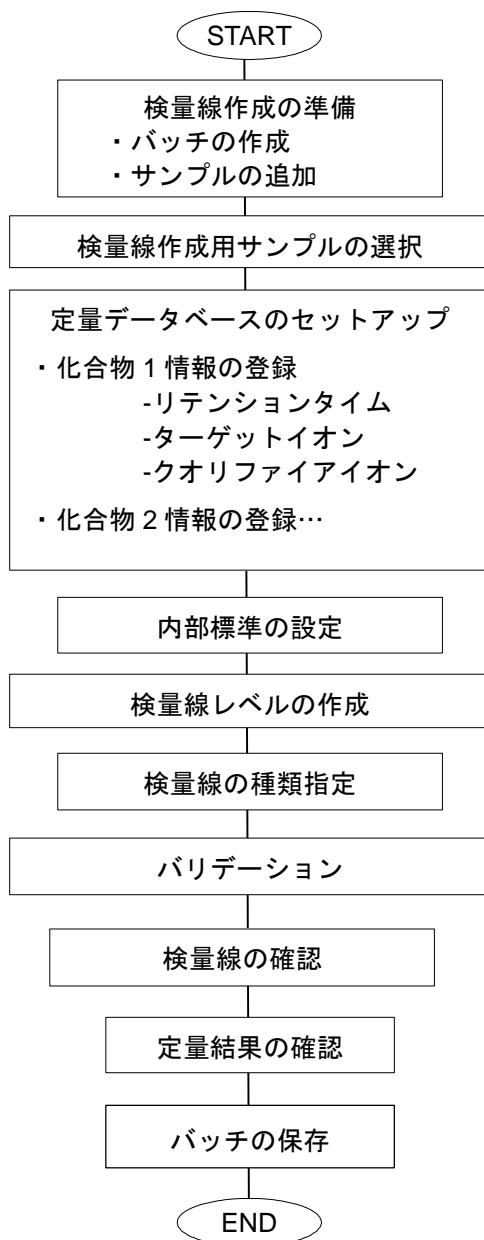 START
検量線作成の準備
・バッチの作成
・サンプルの追加
検量線作成用サンプルの選択
定量データベースのセットアップ
・化合物 1 情報の登録
-リテンションタイム
-ターゲットイオン
-クオリファイアイオン
・化合物 2 情報の登録…
内部標準の設定
検量線レベルの作成
検量線の種類指定
バリデーション
検量線の確認
定量結果の確認
バッチの保存
END